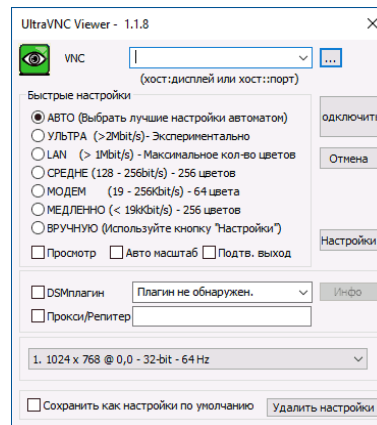 UltraVNC Viewer - 1.1.8
VNC
...
(хост:дисплей или хост::порт)
Быстрые настройки
АВТО (Выбрать лучшие настройки автоматом)
УЛЬТРА (>2Mbit/s)- Экспериментально
LAN (> 1Mbit/s) - Максимальное кол-во цветов
СРЕДНЕ (128 - 256bit/s) - 256 цветов
МОДЕМ (19 - 256Kbit/s) - 64 цвета
МЕДЛЕННО (< 19kKbit/s) - 256 цветов
ВРУЧНУЮ (Используйте кнопку "Настройки")
Просмотр Авто масштаб Подтв. выход
одключить
Отмена
Настройки
DSMплагин Плагин не обнаружен. Инфо
Прокси/Репитер
1. 1024 x 768 @ 0,0 - 32-bit - 64 Hz
Сохранить как настройки по умолчанию Удалить настройки